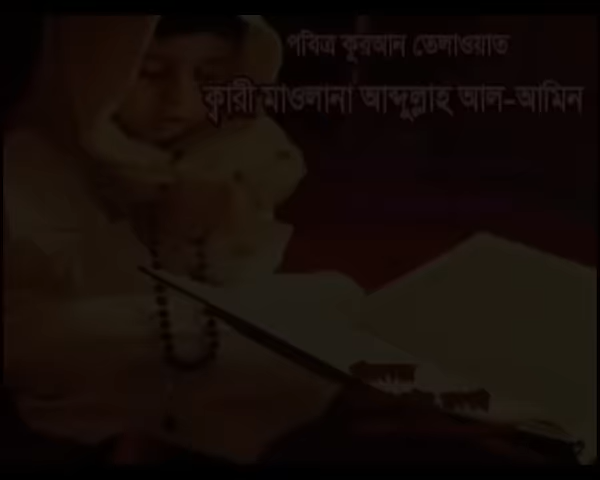 পবিত্র কুরআন তেলাওয়াত
ক্বারী মাওলানা আব্দুল্লাহ আল-আমিন